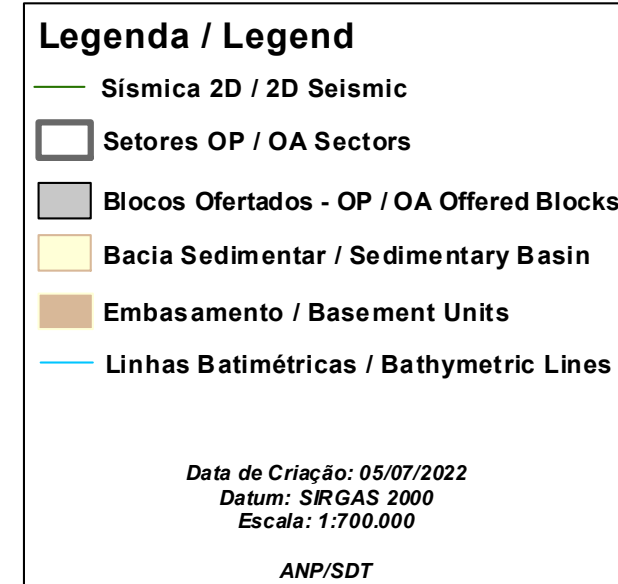 Legenda / Legend
Sísmica 2D / 2D Seismic
Setores OP / OA Sectors
Blocos Ofertados - OP / OA Offered Blocks
Bacia Sedimentar / Sedimentary Basin
Embasamento / Basement Units
Linhas Batimétricas / Bathymetric Lines
Data de Criação: 05/07/2022
Datum: SIRGAS 2000
Escala: 1:700.000
ANP/SDT